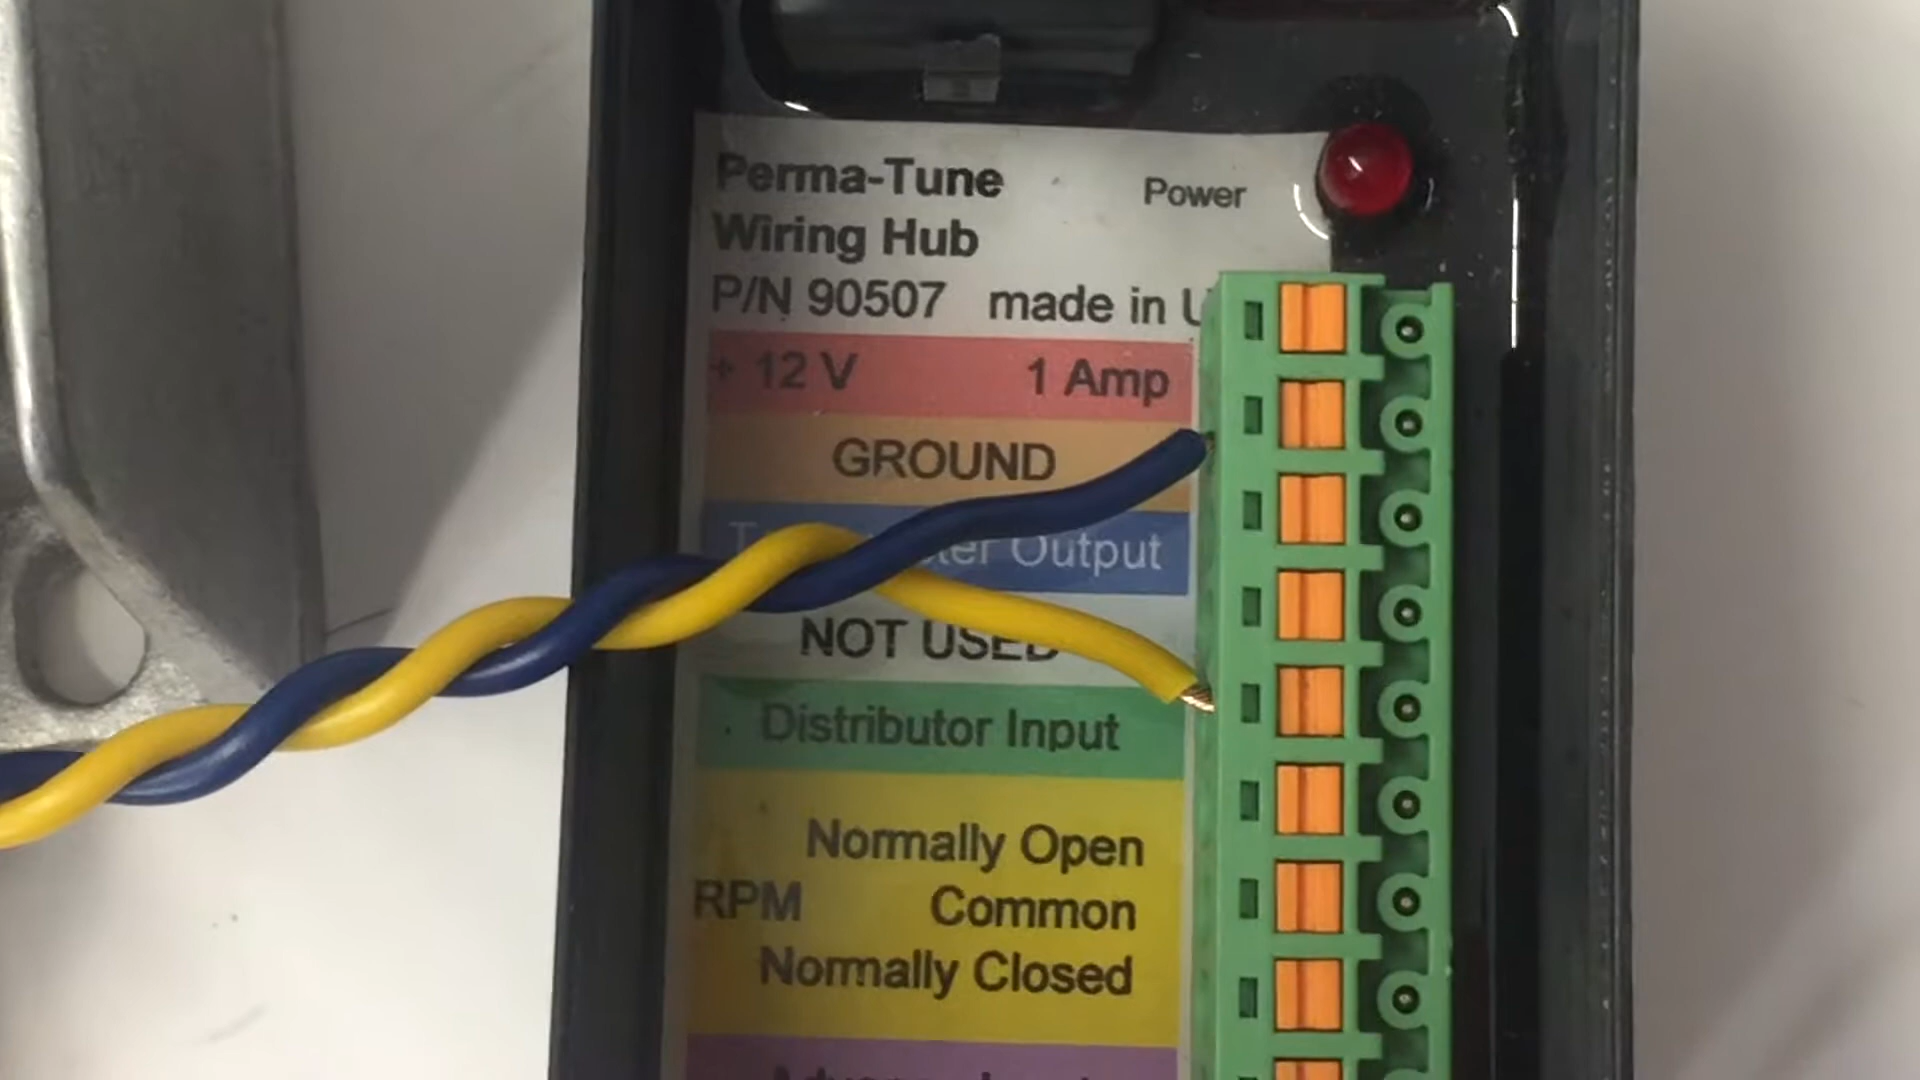 Perma-Tune
Power
Wiring Hub
P/N 90507 made in
+ 12 V 1 Amp
GROUND
Output
NOT USED
Distributor Input
Normally Open
RPM Common
Normally Closed